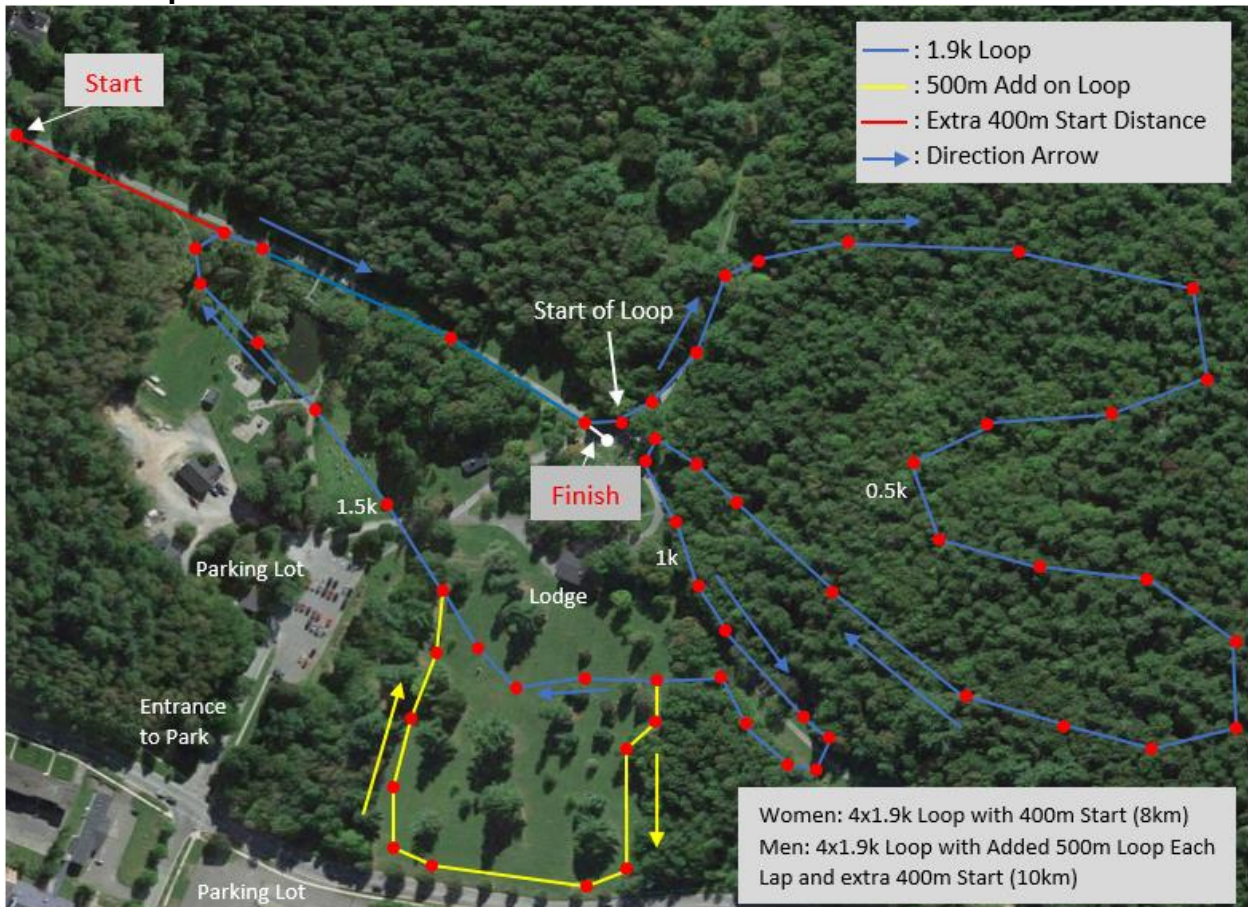 : 1.9k Loop
: 500m Add on Loop
: Extra 400m Start Distance
: Direction Arrow
Start
Start of Loop
Finish
0.5k
1.5k
1k
Parking Lot
Lodge
Entrance
to Park
Parking Lot
Women: 4x1.9k Loop with 400m Start (8km)
Men: 4x1.9k Loop with Added 500m Loop Each
Lap and extra 400m Start (10km)